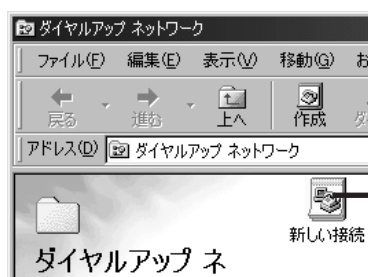 ダイヤルアップ ネットワーク
ファイル(F) 編集(E) 表示(V) 移動(G) お
戻る 進む 上へ 作成 ダ
アドレス(D) ダイヤルアップ ネットワーク
新しい接続
ダイヤルアップ ネ